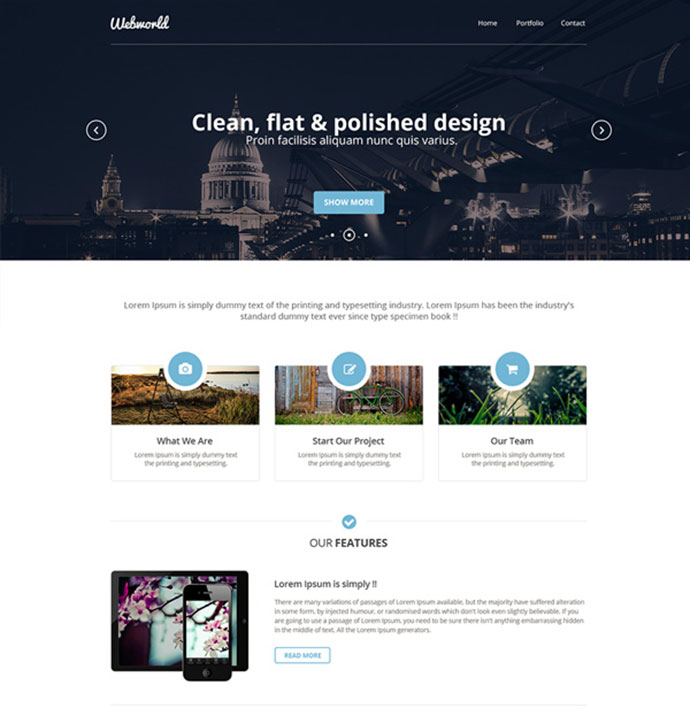 Webworld
Home Portfolio Contact
Clean, flat & polished design
Proin facilisis aliquam nunc quis varius.
SHOW MORE
Lorem Ipsum is simply dummy text of the printing and typesetting industry. Lorem Ipsum has been the industry's
standard dummy text ever since type specimen book !!
What We Are
Lorem Ipsum is simply dummy text
the printing and typesetting.
Start Our Project
Lorem Ipsum is simply dummy text
the printing and typesetting.
Our Team
Lorem Ipsum is simply dummy text
the printing and typesetting.
OUR FEATURES
Lorem Ipsum is simply !!
There are many variations of passages of Lorem Ipsum available, but the majority have suffered alteration
in some form, by injected humour, or randomised words which don't look even slightly believable. If you
are going to use a passage of Lorem Ipsum, you need to be sure there isn't anything embarrassing hidden
in the middle of text. All the Lorem Ipsum generators.
READ MORE